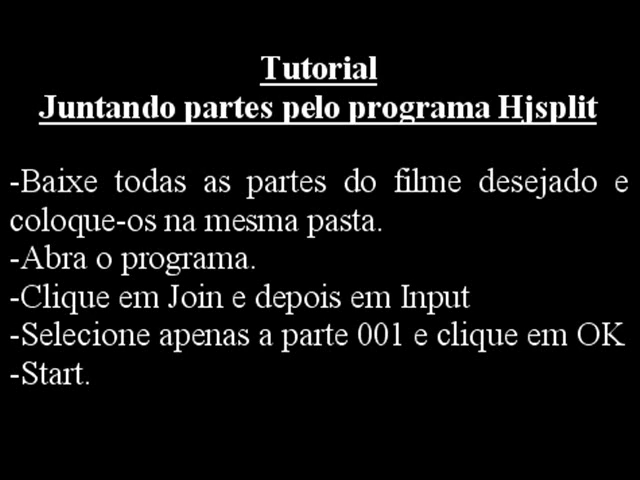 Tutorial
Juntando partes pelo programa Hjsplit
-Baixe todas as partes do filme desejado e
coloque-os na mesma pasta.
-Abra o programa.
-Clique em Join e depois em Input
-Selecione apenas a parte 001 e clique em OK
-Start.